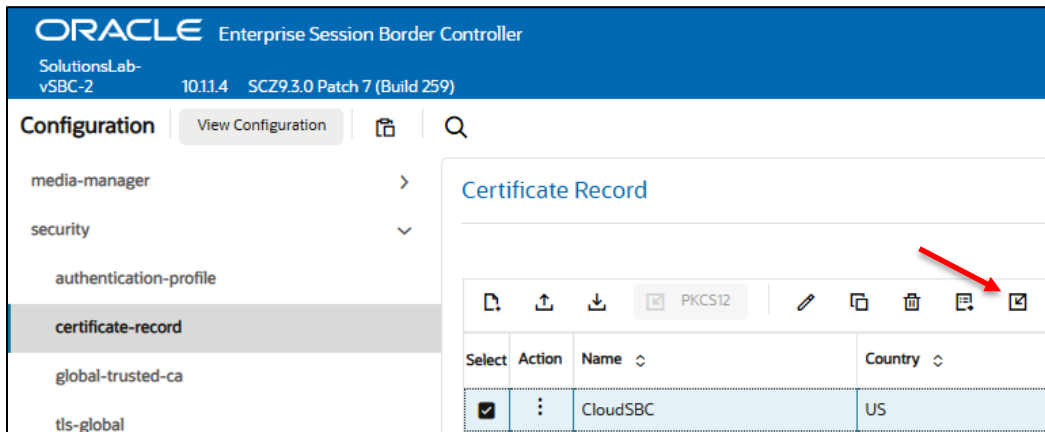 ORACLE Enterprise Session Border Controller
SolutionsLab-
vSBC-2 10.1.1.4 SCZ9.3.0 Patch 7 (Build 259)
Configuration View Configuration
media-manager
security
authentication-profile
certificate-record
global-trusted-ca
tls-global
Certificate Record
PKCS12
Select Action Name Country
CloudSBC US